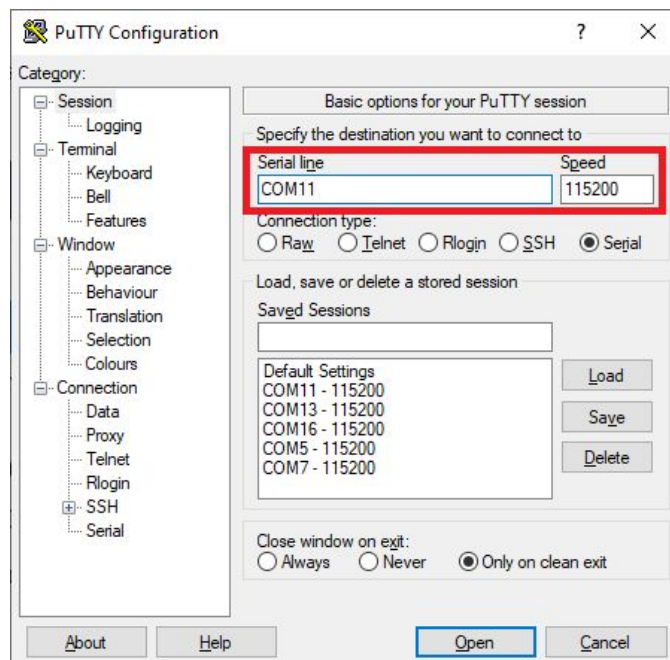 PuTTY Configuration
?
Category:
Session
Logging
Terminal
Keyboard
Bell
Features
Window
Appearance
Behaviour
Translation
Selection
Colours
Connection
Data
Proxy
Telnet
Rlogin
SSH
Serial
Basic options for your PuTTY session
Specify the destination you want to connect to
Serial line Speed
COM11 115200
Connection type:
Raw Telnet Rlogin SSH Serial
Load, save or delete a stored session
Saved Sessions
Default Settings
COM11 - 115200
COM13 - 115200
COM16 - 115200
COM5 - 115200
COM7 - 115200
Load
Save
Delete
Close window on exit:
Always Never Only on clean exit
About Help Open Cancel